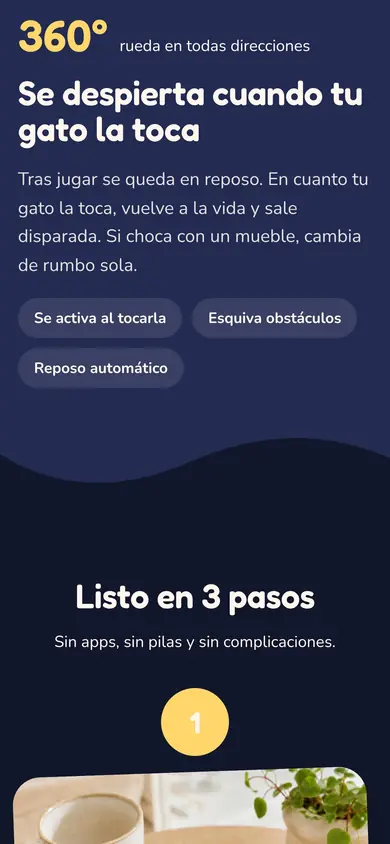 360° rueda en todas direcciones
Se despierta cuando tu
gato la toca
Tras jugar se queda en reposo. En cuanto tu
gato la toca, vuelve a la vida y sale
disparada. Si choca con un mueble, cambia
de rumbo sola.
Se activa al tocarla
Esquiva obstáculos
Reposo automático
Listo en 3 pasos
Sin apps, sin pilas y sin complicaciones.
1